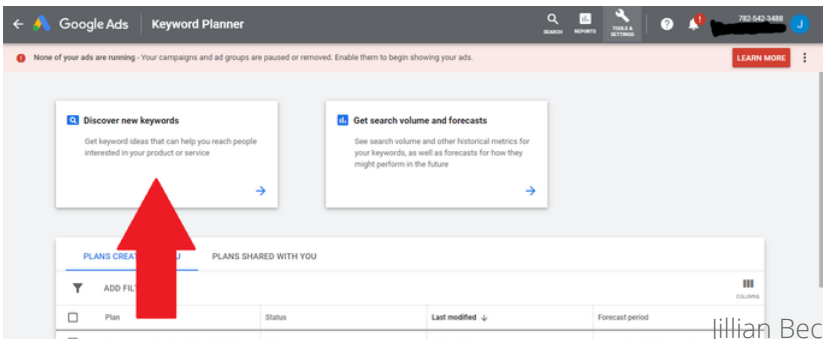 Google Ads Keyword Planner
SEARCH REPORTS TOOLS & SETTINGS ? ! 782-542-3488 J
None of your ads are running - Your campaigns and ad groups are paused or removed. Enable them to begin showing your ads. LEARN MORE
Discover new keywords
Get keyword ideas that can help you reach people
interested in your product or service
Get search volume and forecasts
See search volume and other historical metrics for
your keywords, as well as forecasts for how they
might perform in the future
PLANS CREA U PLANS SHARED WITH YOU
ADD FIL
COLUMNS
Plan Status Last modified Forecast period
Jillian Bec